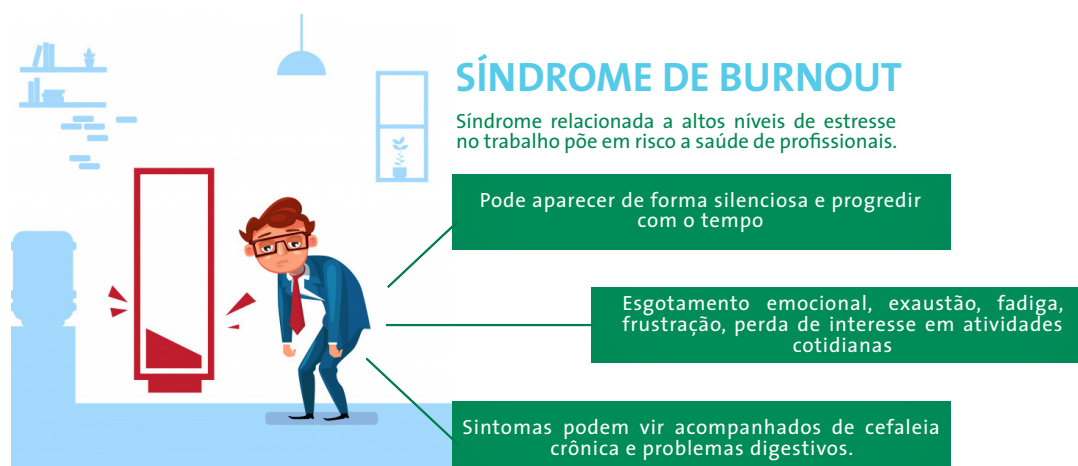 SÍNDROME DE BURNOUT
Síndrome relacionada a altos níveis de estresse
no trabalho põe em risco a saúde de profissionais.
Pode aparecer de forma silenciosa e progredir
com o tempo
Esgotamento emocional, exaustão, fadiga,
frustração, perda de interesse em atividades
cotidianas
Sintomas podem vir acompanhados de cefaleia
crônica e problemas digestivos.